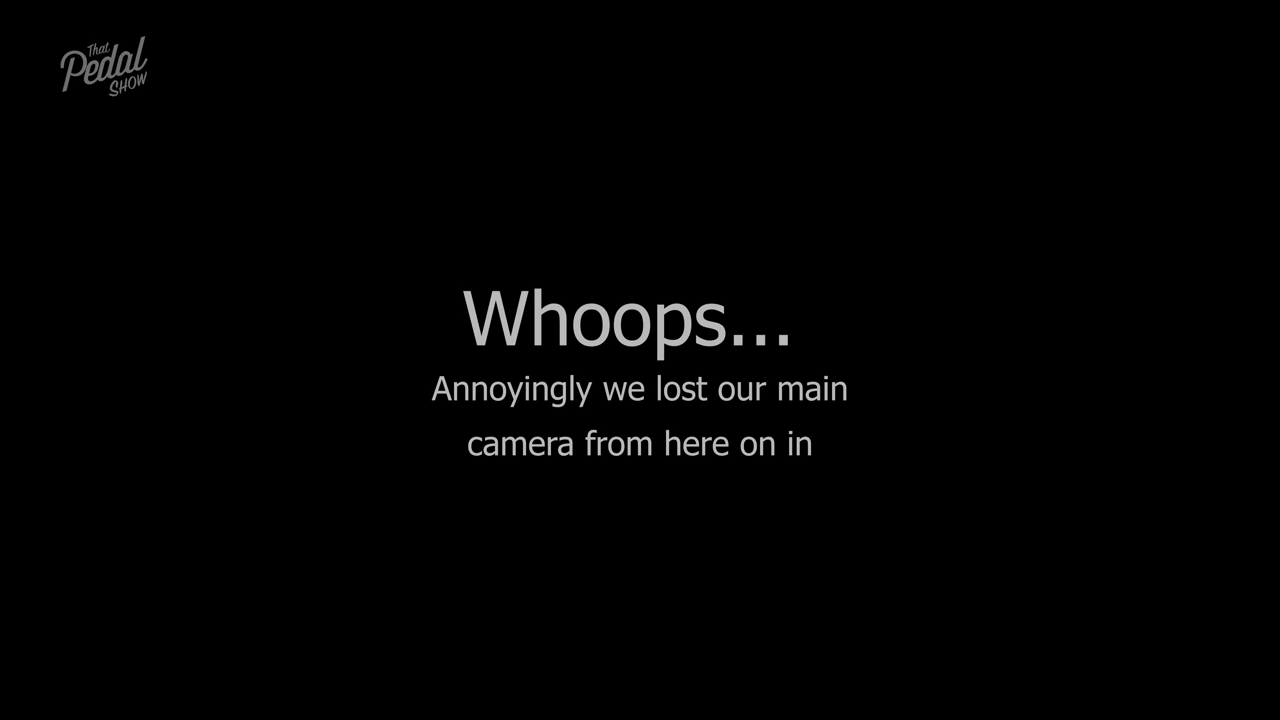 That
Pedal
SHOW
Whoops...
Annoyingly we lost our main
camera from here on in